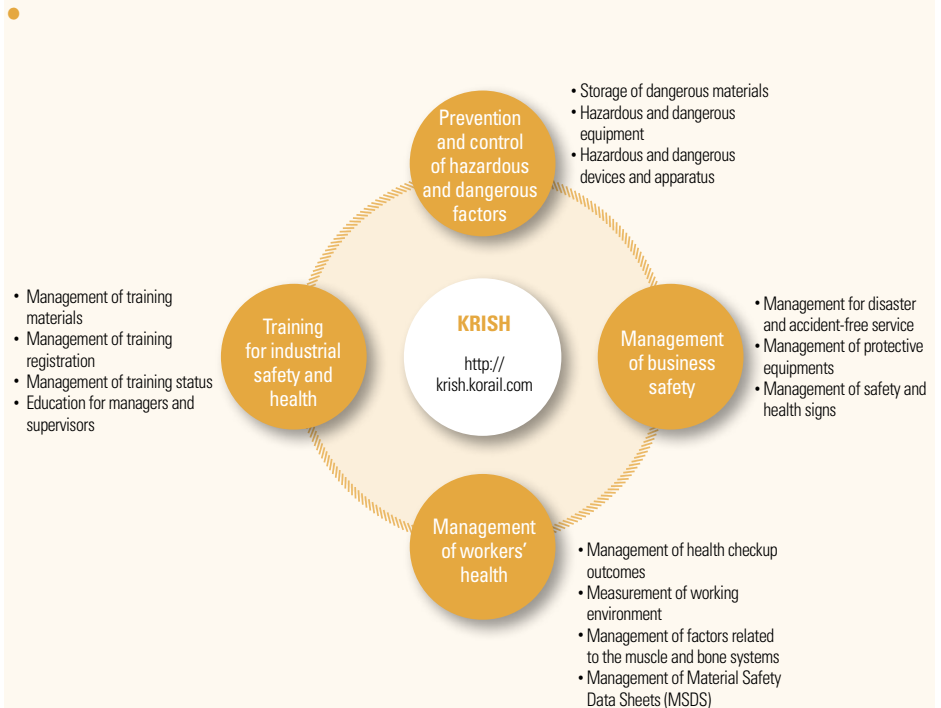 Prevention
and control
of hazardous
and dangerous
factors
• Storage of dangerous materials
• Hazardous and dangerous
equipment
• Hazardous and dangerous
devices and apparatus
• Management of training
materials
• Management of training
registration
• Management of training status
• Education for managers and
supervisors
Training
for industrial
safety and
health
KRISH
http://
krish.korail.com
Management
of business
safety
• Management for disaster
and accident-free service
• Management of protective
equipments
• Management of safety and
health signs
Management
of workers’
health
• Management of health checkup
outcomes
• Measurement of working
environment
• Management of factors related
to the muscle and bone systems
• Management of Material Safety
Data Sheets (MSDS)